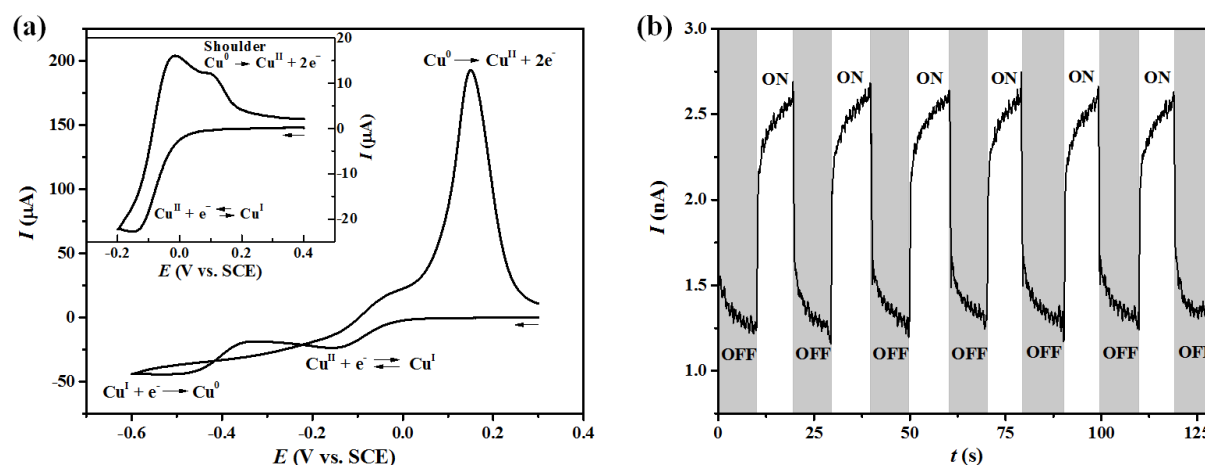 (a)
I (μA)
200
150
100
50
0
-50
-0.6 -0.4 -0.2 0.0 0.2 0.4
E (V vs. SCE)
Cu⁰ → Cuᴵᴵ + 2e⁻
Cuᴵᴵ + e⁻ ⇄ Cuᴵ
Cuᴵ + e⁻ → Cu⁰
Shoulder
Cu⁰ → Cuᴵᴵ + 2e⁻
Cuᴵᴵ + e⁻ ⇄ Cuᴵ
20
10
0
-10
-20
I (μA)
-0.2 0.0 0.2 0.4
E (V vs. SCE)
(b)
I (nA)
3.0
2.5
2.0
1.5
1.0
ON ON ON ON ON ON
OFF OFF OFF OFF OFF OFF OFF
0 25 50 75 100 125
t (s)